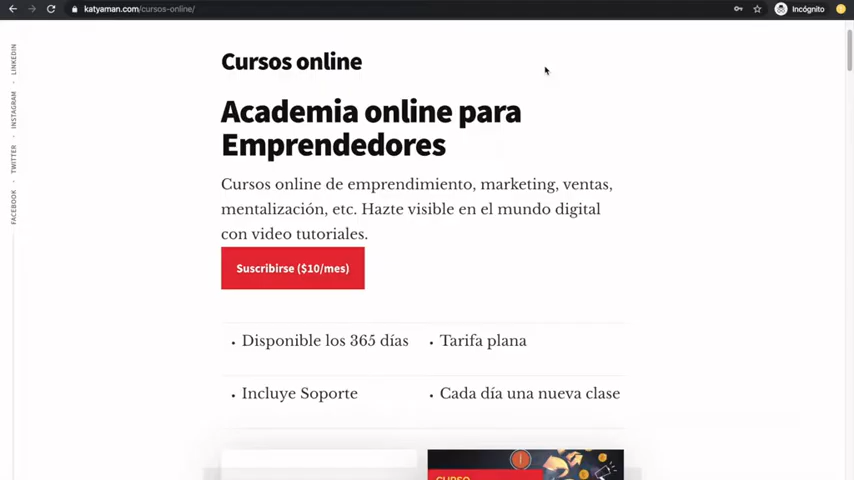 katyaman.com/cursos-online/
Incógnito
LINKEDIN
INSTAGRAM
TWITTER
FACEBOOK
Cursos online
Academia online para
Emprendedores
Cursos online de emprendimiento, marketing, ventas,
mentalización, etc. Hazte visible en el mundo digital
con video tutoriales.
Suscribirse ($10/mes)
• Disponible los 365 días
• Tarifa plana
• Incluye Soporte
• Cada día una nueva clase
CURSO